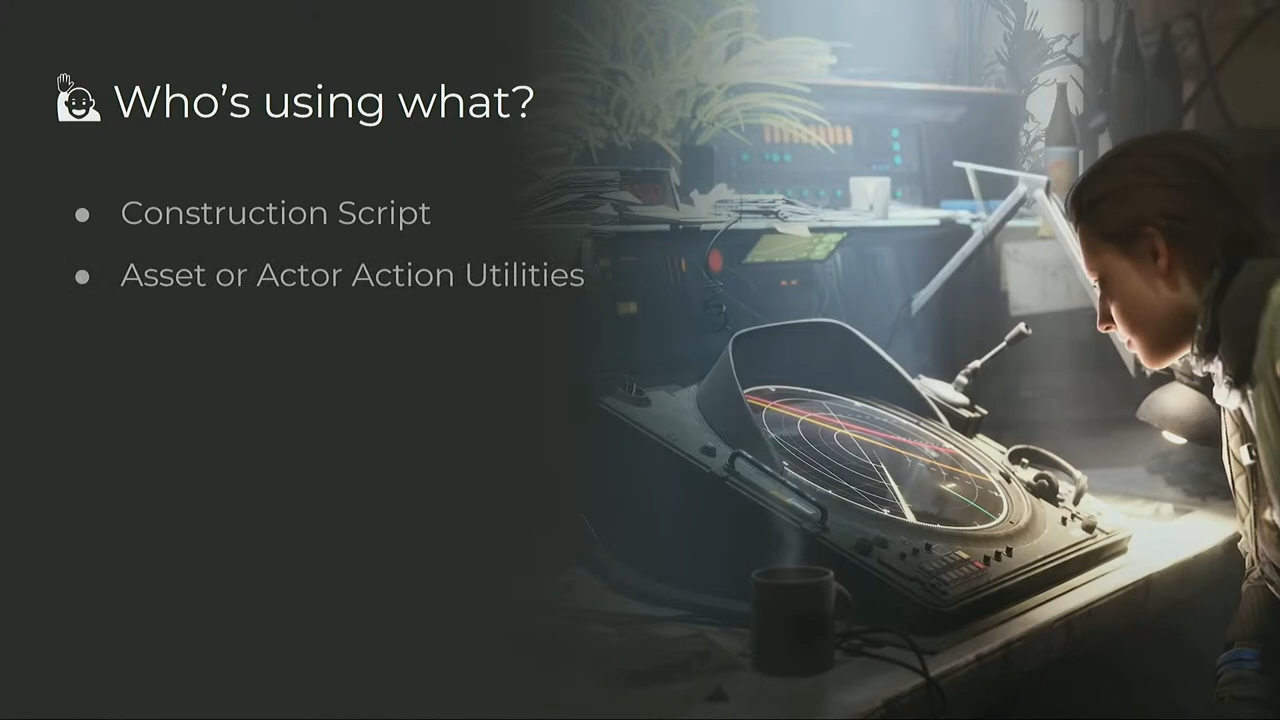 Who’s using what?
Construction Script
Asset or Actor Action Utilities